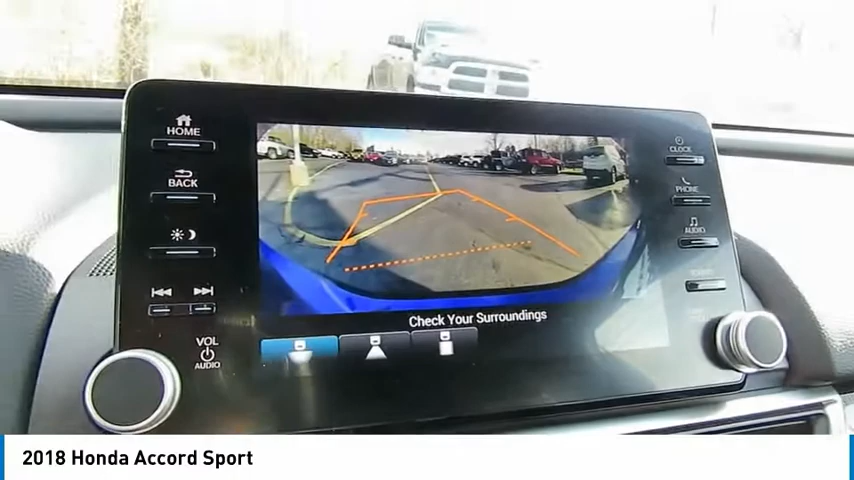 HOME
BACK
VOL
AUDIO
CLOCK
PHONE
AUDIO
Check Your Surroundings
2018 Honda Accord Sport